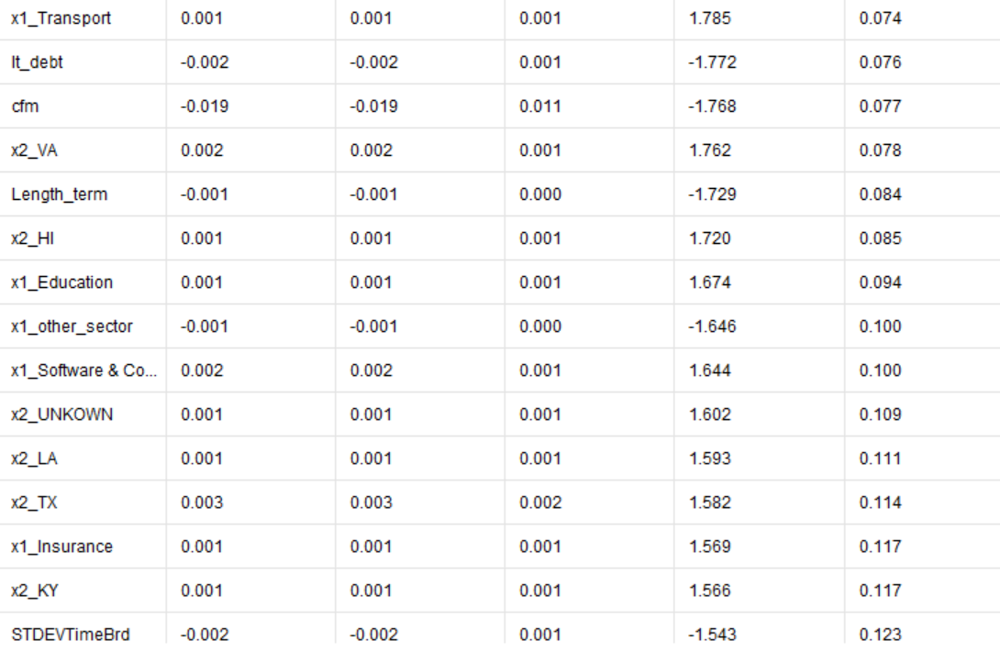 x1_Transport 0.001 0.001 0.001 1.785 0.074
lt_debt -0.002 -0.002 0.001 -1.772 0.076
cfm -0.019 -0.019 0.011 -1.768 0.077
x2_VA 0.002 0.002 0.001 1.762 0.078
Length_term -0.001 -0.001 0.000 -1.729 0.084
x2_HI 0.001 0.001 0.001 1.720 0.085
x1_Education 0.001 0.001 0.001 1.674 0.094
x1_other_sector -0.001 -0.001 0.000 -1.646 0.100
x1_Software & Co... 0.002 0.002 0.001 1.644 0.100
x2_UNKOWN 0.001 0.001 0.001 1.602 0.109
x2_LA 0.001 0.001 0.001 1.593 0.111
x2_TX 0.003 0.003 0.002 1.582 0.114
x1_Insurance 0.001 0.001 0.001 1.569 0.117
x2_KY 0.001 0.001 0.001 1.566 0.117
STDEVTimeBrd -0.002 -0.002 0.001 -1.543 0.123